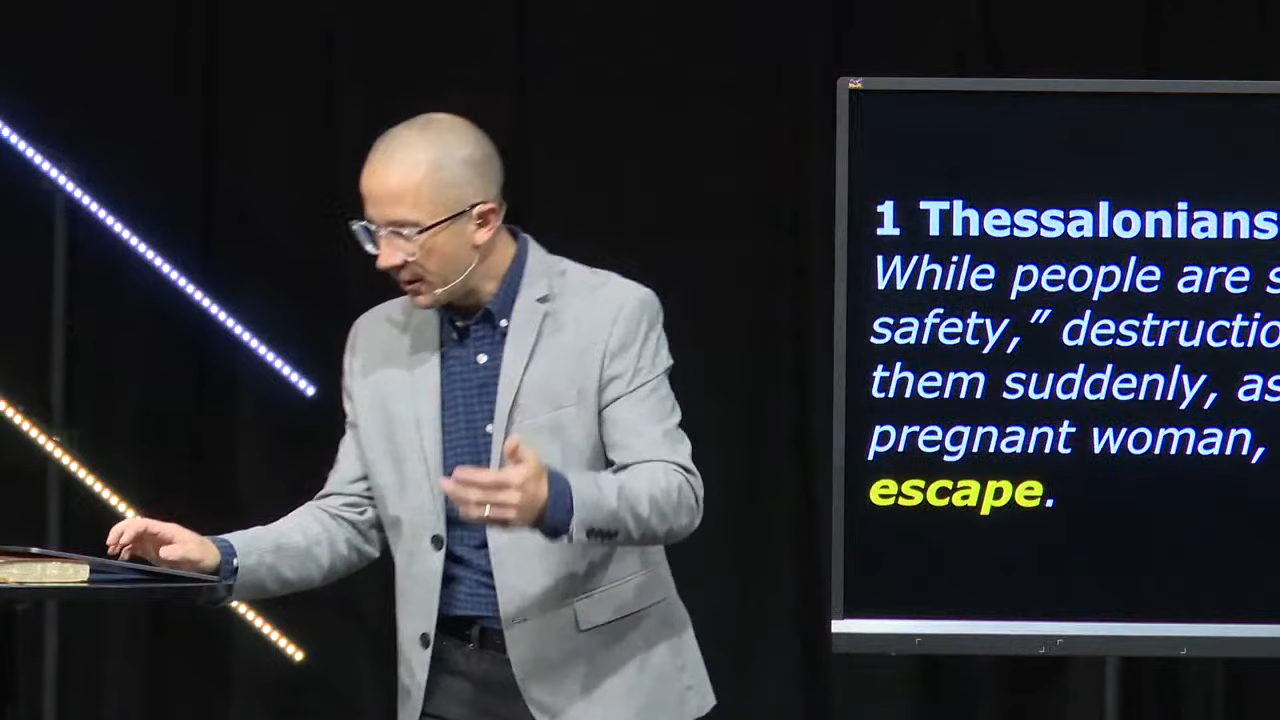 1 Thessalonians
While people are
safety,” destructio
them suddenly, as
pregnant woman,
escape.